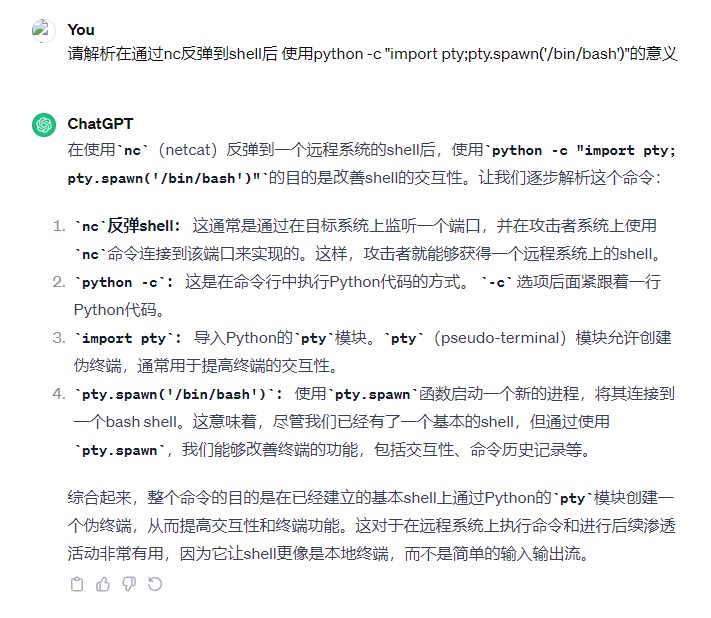 You
请解析在通过nc反弹到shell后 使用python -c "import pty;pty.spawn('/bin/bash')"的意义
ChatGPT
在使用`nc`（netcat）反弹到一个远程系统的shell后，使用`python -c "import pty;
pty.spawn('/bin/bash')"`的目的是改善shell的交互性。让我们逐步解析这个命令：
1. `nc`反弹shell： 这通常是通过在目标系统上监听一个端口，并在攻击者系统上使用
`nc`命令连接到该端口来实现的。这样，攻击者就能够获得一个远程系统上的shell。
2. `python -c`： 这是在命令行中执行Python代码的方式。 `-c` 选项后面紧跟着一行
Python代码。
3. `import pty`： 导入Python的`pty`模块。`pty`（pseudo-terminal）模块允许创建
伪终端，通常用于提高终端的交互性。
4. `pty.spawn('/bin/bash')`： 使用`pty.spawn`函数启动一个新的进程，将其连接到
一个bash shell。这意味着，尽管我们已经有了一个基本的shell，但通过使用
`pty.spawn`，我们能够改善终端的功能，包括交互性、命令历史记录等。
综合起来，整个命令的目的是在已经建立的基本shell上通过Python的`pty`模块创建一
个伪终端，从而提高交互性和终端功能。这对于在远程系统上执行命令和进行后续渗透
活动非常有用，因为它让shell更像是本地终端，而不是简单的输入输出流。